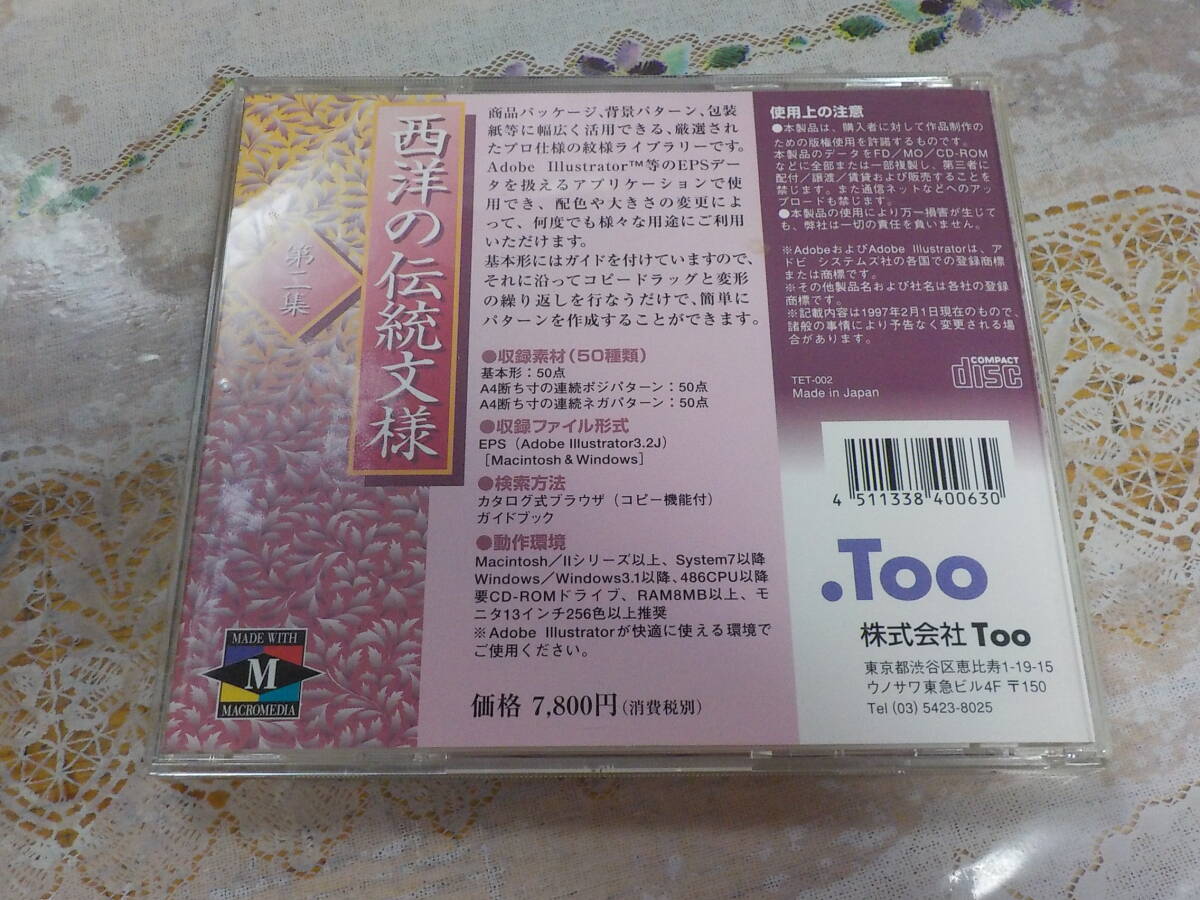 西洋の伝統文様
第二集
商品パッケージ、背景パターン、包装
紙等に幅広く活用できる、厳選され
たプロ仕様の紋様ライブラリーです。
Adobe Illustrator™等のEPSデー
タを扱えるアプリケーションで使
用でき、配色や大きさの変更によ
って、何度でも様々な用途にご利用
いただけます。
基本形にはガイドを付けていますので、
それに沿ってコピードラッグと変形
の繰り返しを行なうだけで、簡単に
パターンを作成することができます。
●収録素材(50種類)
基本形:50点
A4断ち寸の連続ポジパターン:50点
A4断ち寸の連続ネガパターン:50点
●収録ファイル形式
EPS(Adobe Illustrator3.2J)
[Macintosh & Windows]
●検索方法
カタログ式ブラウザ(コピー機能付)
ガイドブック
●動作環境
Macintosh/IIシリーズ以上、System7以降
Windows/Windows3.1以降、486CPU以降
要CD-ROMドライブ、RAM8MB以上、モ
ニタ13インチ256色以上推奨
※Adobe Illustratorが快適に使える環境で
ご使用ください。
価格 7,800円(消費税別)
MADE WITH
M
MACROMEDIA
使用上の注意
●本製品は、購入者に対して作品制作の
ための版権使用を許諾するものです。
本製品のデータをFD/MO/CD-ROM
などに全部または一部複製し、第三者に
配付/譲渡/賃貸および販売することを
禁じます。また通信ネットなどへのアッ
プロードも禁じます。
●本製品の使用により万一損害が生じて
も、弊社は一切の責任を負いません。
※AdobeおよびAdobe Illustratorは、ア
ドビ システムズ社の各国での登録商標
または商標です。
※その他製品名および社名は各社の登録
商標です。
※記載内容は1997年2月1日現在のもので、
諸般の事情により予告なく変更される場
合があります。
COMPACT
disc
TET-002
Made in Japan
4 511338 400630
.Too
株式会社 Too
東京都渋谷区恵比寿1-19-15
ウノサワ東急ビル4F 〒150
Tel (03) 5423-8025